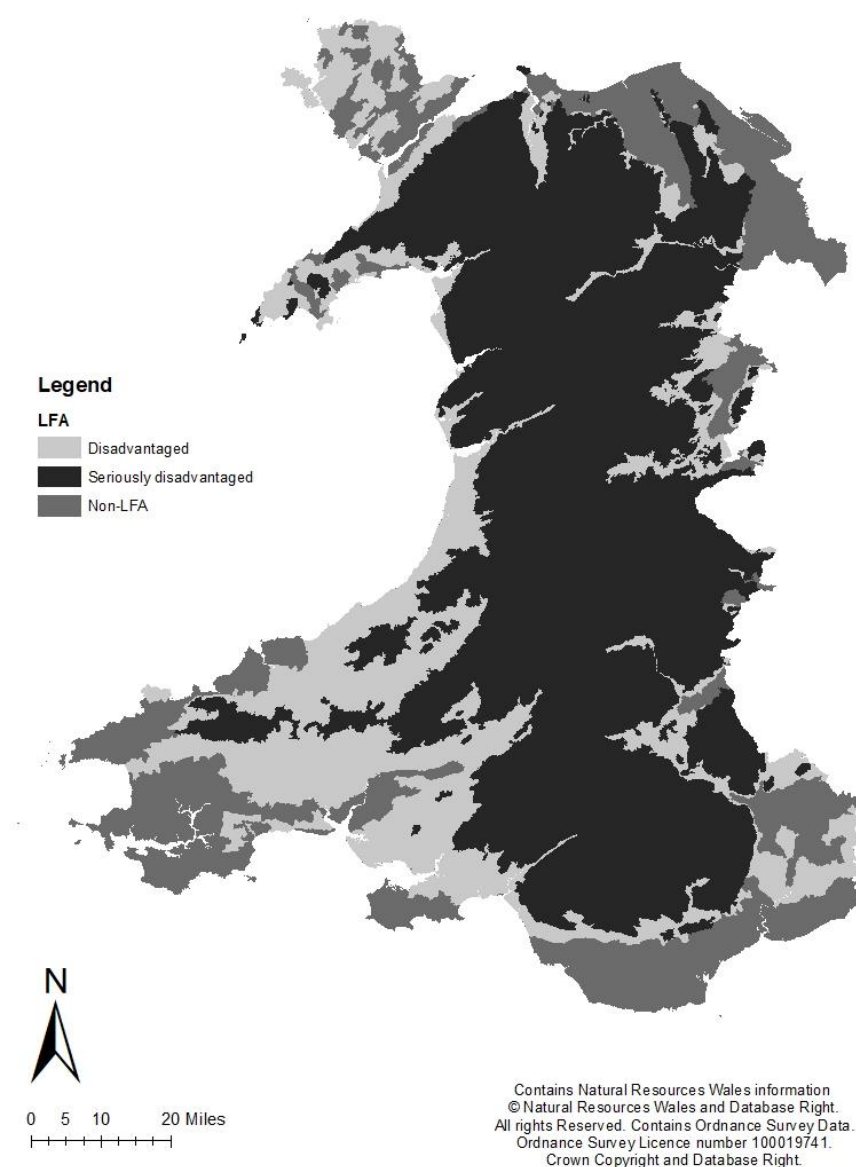 Legend
LFA
Disadvantaged
Seriously disadvantaged
Non-LFA
N
0 5 10 20 Miles
Contains Natural Resources Wales information
© Natural Resources Wales and Database Right.
All rights Reserved. Contains Ordnance Survey Data.
Ordnance Survey Licence number 100019741.
Crown Copyright and Database Right.